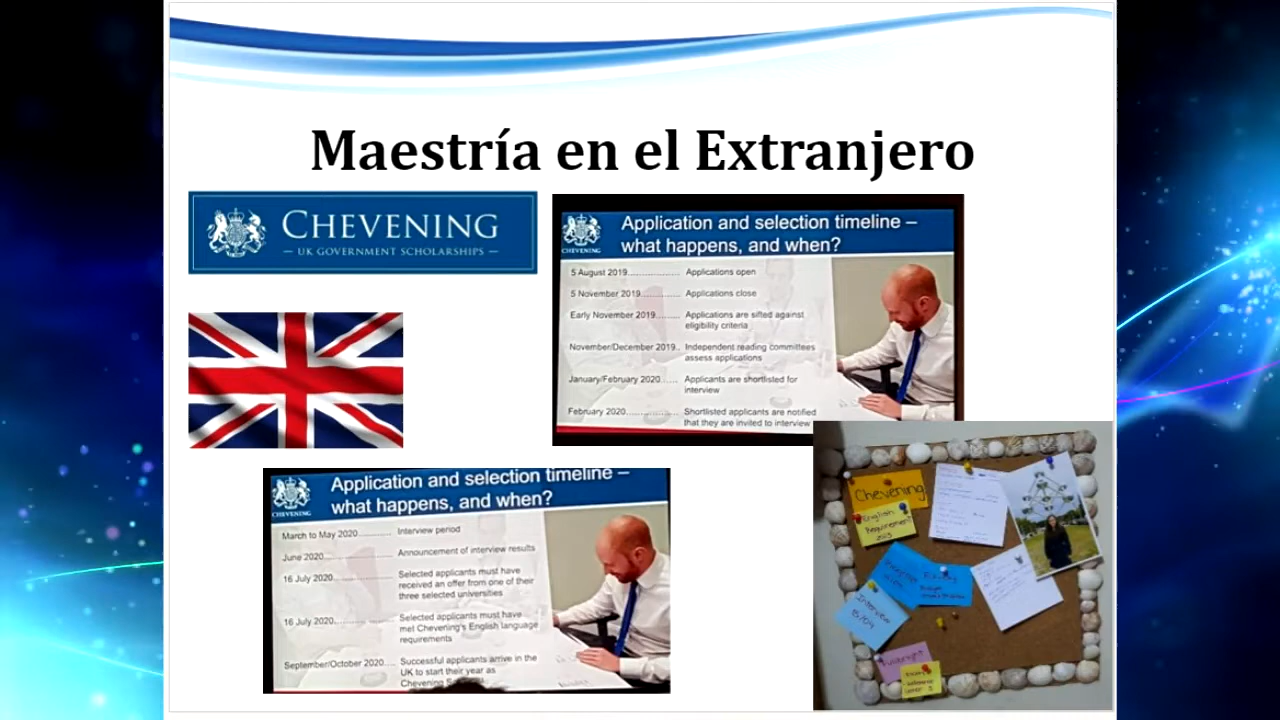 Maestría en el Extranjero
CHEVENING
UK GOVERNMENT SCHOLARSHIPS
CHEVENING
Application and selection timeline –
what happens, and when?
5 August 2019.................. Applications open
5 November 2019............ Applications close
Early November 2019........ Applications are sifted against
eligibility criteria
November/December 2019.. Independent reading committees
assess applications
January/February 2020...... Applicants are shortlisted for
interview
February 2020.................. Shortlisted applicants are notified
that they are invited to interview
CHEVENING
Application and selection timeline –
what happens, and when?
March to May 2020........... Interview period
June 2020........................ Announcement of interview results
16 July 2020..................... Selected applicants must have
received an offer from one of their
three selected universities
16 July 2020..................... Selected applicants must have
met Chevening's English language
requirements
September/October 2020.... Successful applicants arrive in the
UK to start their year as
Chevening
Chevening
English
Requirement
Essay
Interview